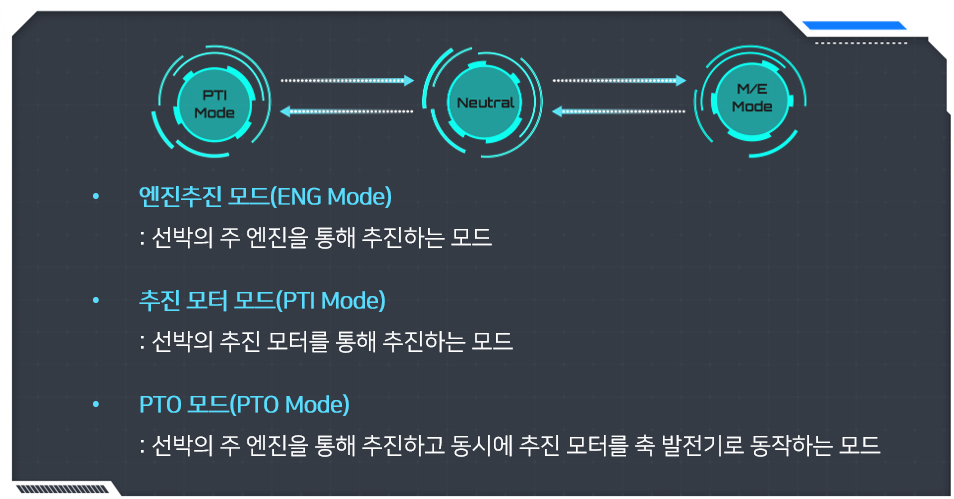 PTI
Mode
Neutral
M/E
Mode
• 엔진추진 모드(ENG Mode)
: 선박의 주 엔진을 통해 추진하는 모드
• 추진 모터 모드(PTI Mode)
: 선박의 추진 모터를 통해 추진하는 모드
• PTO 모드(PTO Mode)
: 선박의 주 엔진을 통해 추진하고 동시에 추진 모터를 축 발전기로 동작하는 모드